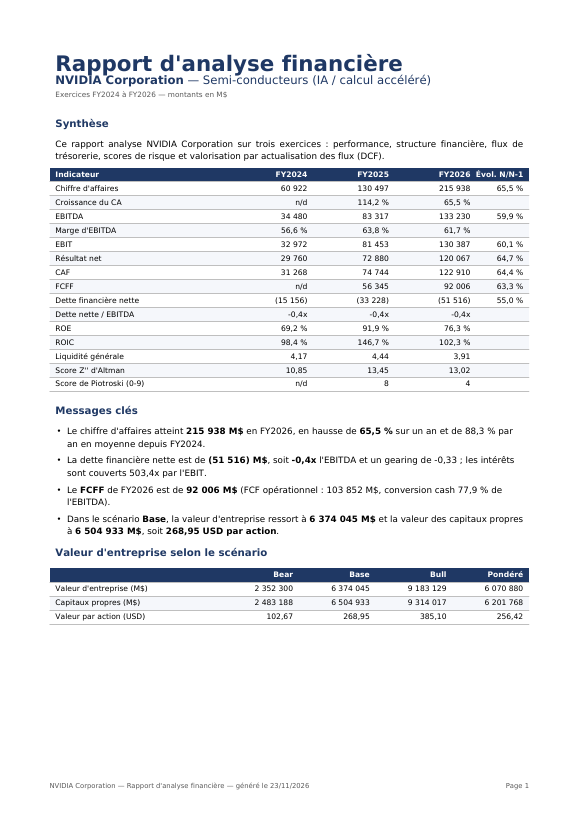 Rapport d'analyse financière
NVIDIA Corporation — Semi-conducteurs (IA / calcul accéléré)
Exercices FY2024 à FY2026 — montants en M$
Synthèse
Ce rapport analyse NVIDIA Corporation sur trois exercices : performance, structure financière, flux de
trésorerie, scores de risque et valorisation par actualisation des flux (DCF).
Indicateur FY2024 FY2025 FY2026 Évol. N/N-1
Chiffre d'affaires 60 922 130 497 215 938 65,5 %
Croissance du CA n/d 114,2 % 65,5 %
EBITDA 34 480 83 317 133 230 59,9 %
Marge d'EBITDA 56,6 % 63,8 % 61,7 %
EBIT 32 972 81 453 130 387 60,1 %
Résultat net 29 760 72 880 120 067 64,7 %
CAF 31 268 74 744 122 910 64,4 %
FCFF n/d 56 345 92 006 63,3 %
Dette financière nette (15 156) (33 228) (51 516) 55,0 %
Dette nette / EBITDA -0,4x -0,4x -0,4x
ROE 69,2 % 91,9 % 76,3 %
ROIC 98,4 % 146,7 % 102,3 %
Liquidité générale 4,17 4,44 3,91
Score Z'' d'Altman 10,85 13,45 13,02
Score de Piotroski (0-9) n/d 8 4
Messages clés
• Le chiffre d'affaires atteint 215 938 M$ en FY2026, en hausse de 65,5 % sur un an et de 88,3 % par
an en moyenne depuis FY2024.
• La dette financière nette est de (51 516) M$, soit -0,4x l'EBITDA et un gearing de -0,33 ; les intérêts
sont couverts 503,4x par l'EBIT.
• Le FCFF de FY2026 est de 92 006 M$ (FCF opérationnel : 103 852 M$, conversion cash 77,9 % de
l'EBITDA).
• Dans le scénario Base, la valeur d'entreprise ressort à 6 374 045 M$ et la valeur des capitaux propres
à 6 504 933 M$, soit 268,95 USD par action.
Valeur d'entreprise selon le scénario
Bear Base Bull Pondéré
Valeur d'entreprise (M$) 2 352 300 6 374 045 9 183 129 6 070 880
Capitaux propres (M$) 2 483 188 6 504 933 9 314 017 6 201 768
Valeur par action (USD) 102,67 268,95 385,10 256,42
NVIDIA Corporation — Rapport d'analyse financière — généré le 23/11/2026 Page 1